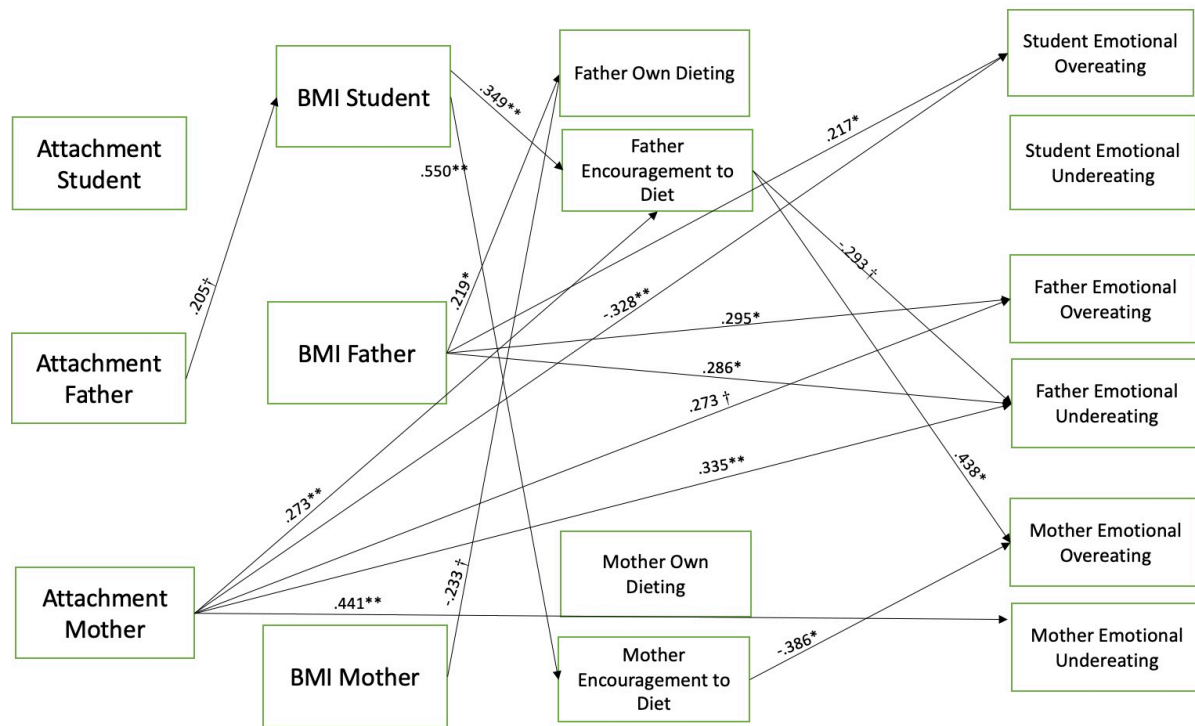 Attachment
Student
Attachment
Father
Attachment
Mother
BMI Student
BMI Father
BMI Mother
Father Own Dieting
Father
Encouragement to
Diet
Mother Own
Dieting
Mother
Encouragement to
Diet
Student Emotional
Overeating
Student Emotional
Undereating
Father Emotional
Overeating
Father Emotional
Undereating
Mother Emotional
Overeating
Mother Emotional
Undereating
.205†
.349**
.550**
.219*
-.233 †
.217*
-.328**
.295*
.286*
.273 †
.335**
.273**
.441**
-.293 †
.438*
-.386*